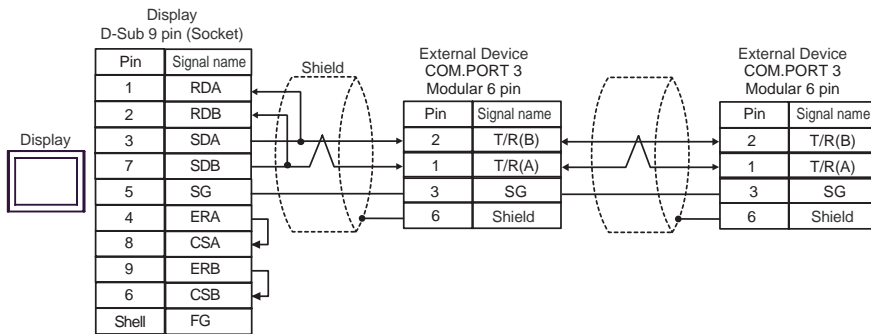 Display
D-Sub 9 pin (Socket)
Pin Signal name
1 RDA
2 RDB
3 SDA
7 SDB
5 SG
4 ERA
8 CSA
9 ERB
6 CSB
Shell FG
Display
Shield
External Device
COM.PORT 3
Modular 6 pin
Pin Signal name
2 T/R(B)
1 T/R(A)
3 SG
6 Shield
External Device
COM.PORT 3
Modular 6 pin
Pin Signal name
2 T/R(B)
1 T/R(A)
3 SG
6 Shield